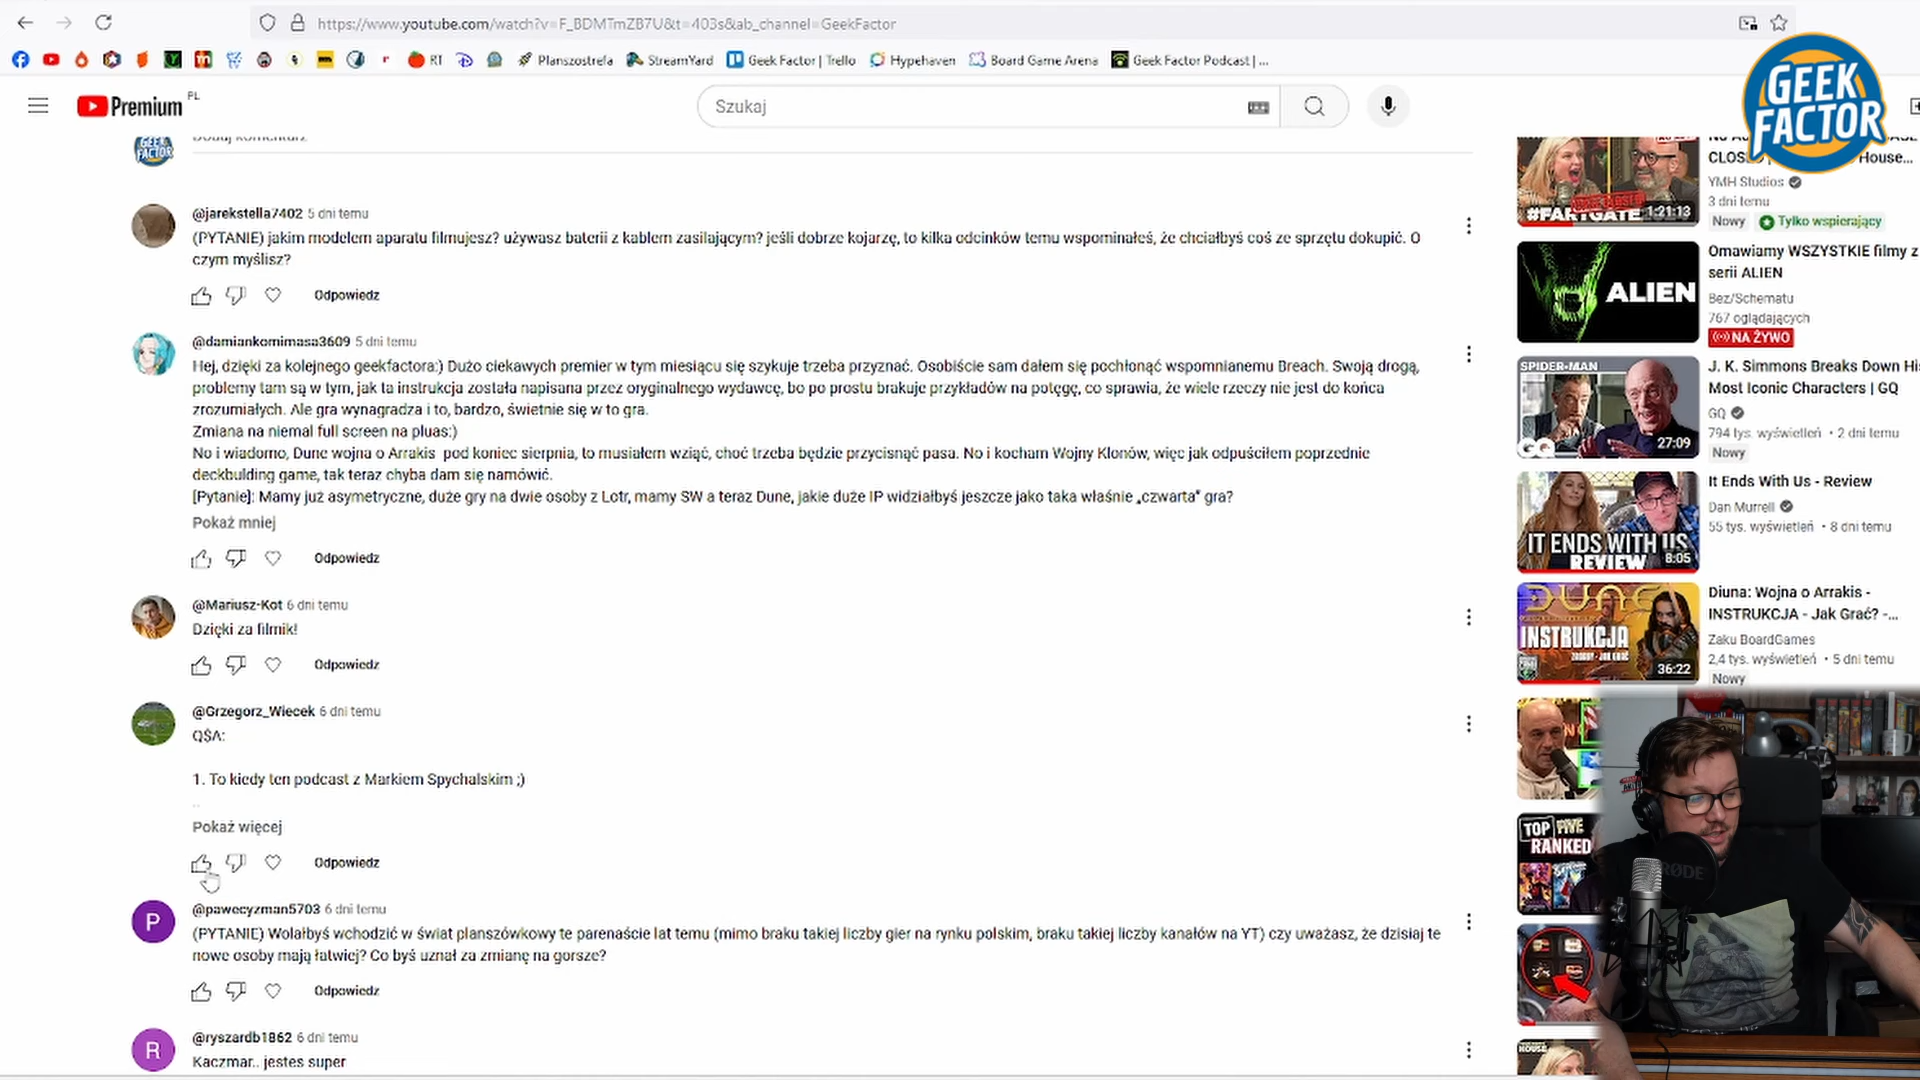 https://www.youtube.com/watch?v=F_BDMTmZB7U&t=403s&ab_channel=GeekFactor
RT
Planszostrefa
StreamYard
Geek Factor | Trello
Hypehaven
Board Game Arena
Geek Factor Podcast | ...
GEEK
FACTOR
Premium
PL
Szukaj
Dodaj komentarz
GEEK
FACTOR
@jarekstella7402 5 dni temu
(PYTANIE) jakim modelem aparatu filmujesz? używasz baterii z kablem zasilającym? jeśli dobrze kojarzę, to kilka odcinków temu wspominałeś, że chciałbyś coś ze sprzętu dokupić. O
czym myślisz?
Odpowiedz
@damiankomimasa3609 5 dni temu
Hej, dzięki za kolejnego geekfactora:) Dużo ciekawych premier w tym miesiącu się szykuje trzeba przyznać. Osobiście sam dałem się pochłonąć wspomnianemu Breach. Swoją drogą,
problemy tam są w tym, jak ta instrukcja została napisana przez oryginalnego wydawcę, bo po prostu brakuje przykładów na potęgę, co sprawia, że wiele rzeczy nie jest do końca
zrozumiałych. Ale gra wynagradza i to, bardzo, świetnie się w to gra.
Zmiana na niemal full screen na pluas:)
No i wiadomo, Dune wojna o Arrakis pod koniec sierpnia, to musiałem wziąć, choć trzeba będzie przycisnąć pasa. No i kocham Wojny Klonów, więc jak odpuściłem poprzednie
deckbulding game, tak teraz chyba dam się namówić.
[Pytanie]: Mamy już asymetryczne, duże gry na dwie osoby z Lotr, mamy SW a teraz Dune, jakie duże IP widziałbyś jeszcze jako taka właśnie „czwarta” gra?
Pokaż mniej
Odpowiedz
@Mariusz-Kot 6 dni temu
Dzięki za filmik!
Odpowiedz
@Grzegorz_Wiecek 6 dni temu
Q$A:
1. To kiedy ten podcast z Markiem Spychalskim ;)
..
Pokaż więcej
Odpowiedz
P
@pawecyzman5703 6 dni temu
(PYTANIE) Wolałbyś wchodzić w świat planszówkowy te parenaście lat temu (mimo braku takiej liczby gier na rynku polskim, braku takiej liczby kanałów na YT) czy uważasz, że dzisiaj te
nowe osoby mają łatwiej? Co byś uznał za zmianę na gorsze?
Odpowiedz
R
@ryszardb1862 6 dni temu
Kaczmar.. jestes super
#FARTGATE
1:21:13
House...
YMH Studios
3 dni temu
Nowy
Tylko wspierający
ALIEN
Omawiamy WSZYSTKIE filmy z
serii ALIEN
Bez/Schematu
767 oglądających
NA ŻYWO
SPIDER-MAN
GQ
27:09
J. K. Simmons Breaks Down His
Most Iconic Characters | GQ
GQ
794 tys. wyświetleń • 2 dni temu
Nowy
IT ENDS WITH US
REVIEW
8:05
It Ends With Us - Review
Dan Murrell
55 tys. wyświetleń • 8 dni temu
DUNE
INSTRUKCJA
ZASADY - JAK GRAĆ
36:22
Diuna: Wojna o Arrakis -
INSTRUKCJA - Jak Grać? -...
Zaku BoardGames
2,4 tys. wyświetleń • 5 dni temu
Nowy
TOP FIVE
RANKED
RØDE
HOUSE